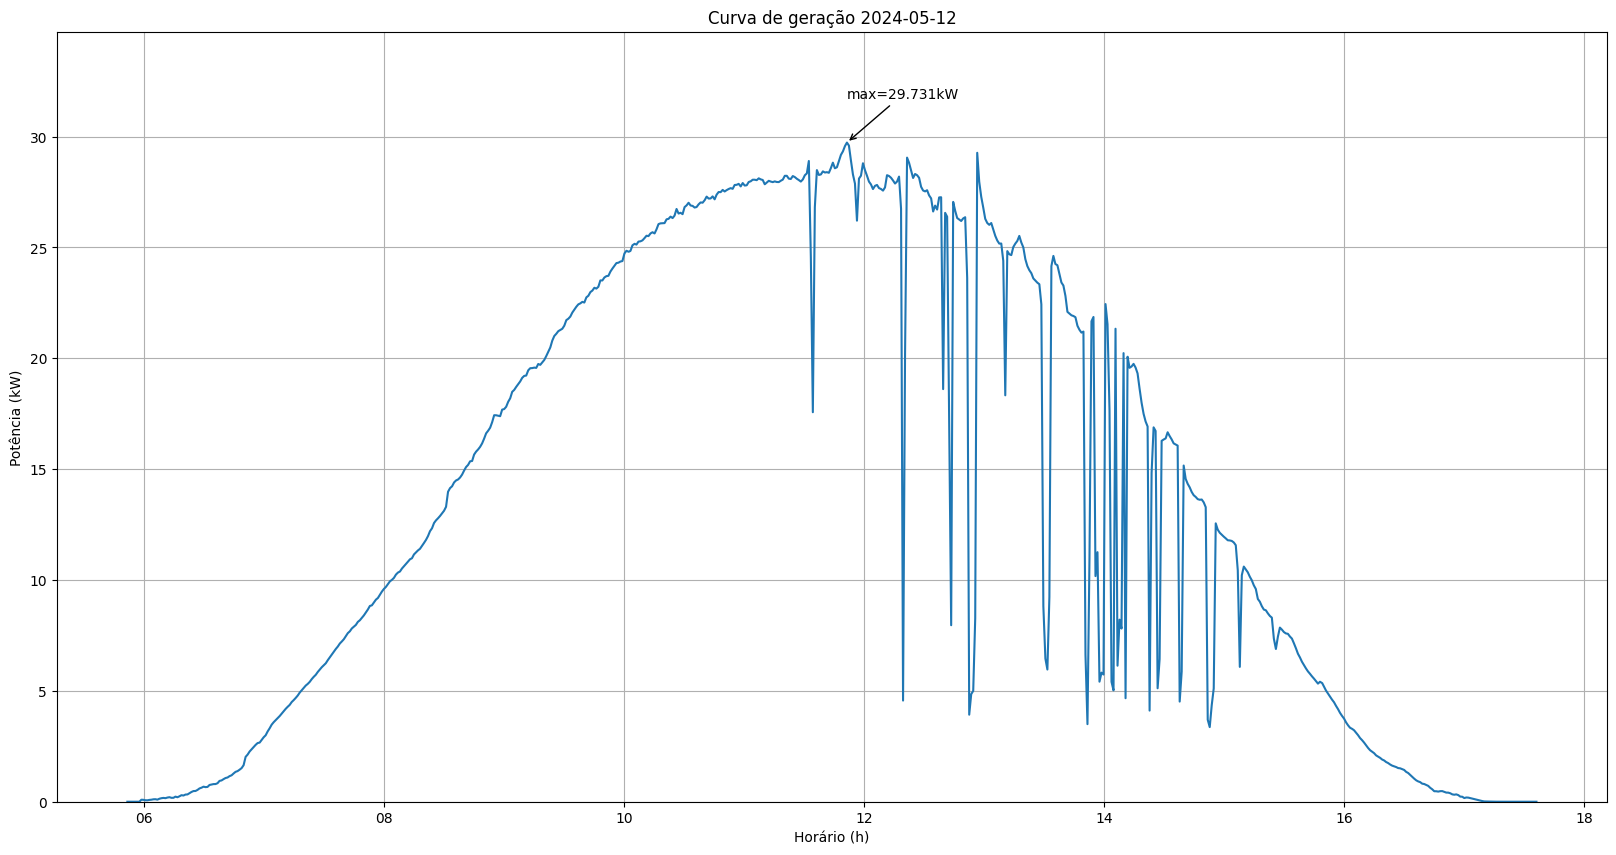 Curva de geração 2024-05-12
max=29.731kW
30
25
20
15
10
5
0
Potência (kW)
06 08 10 12 14 16 18
Horário (h)